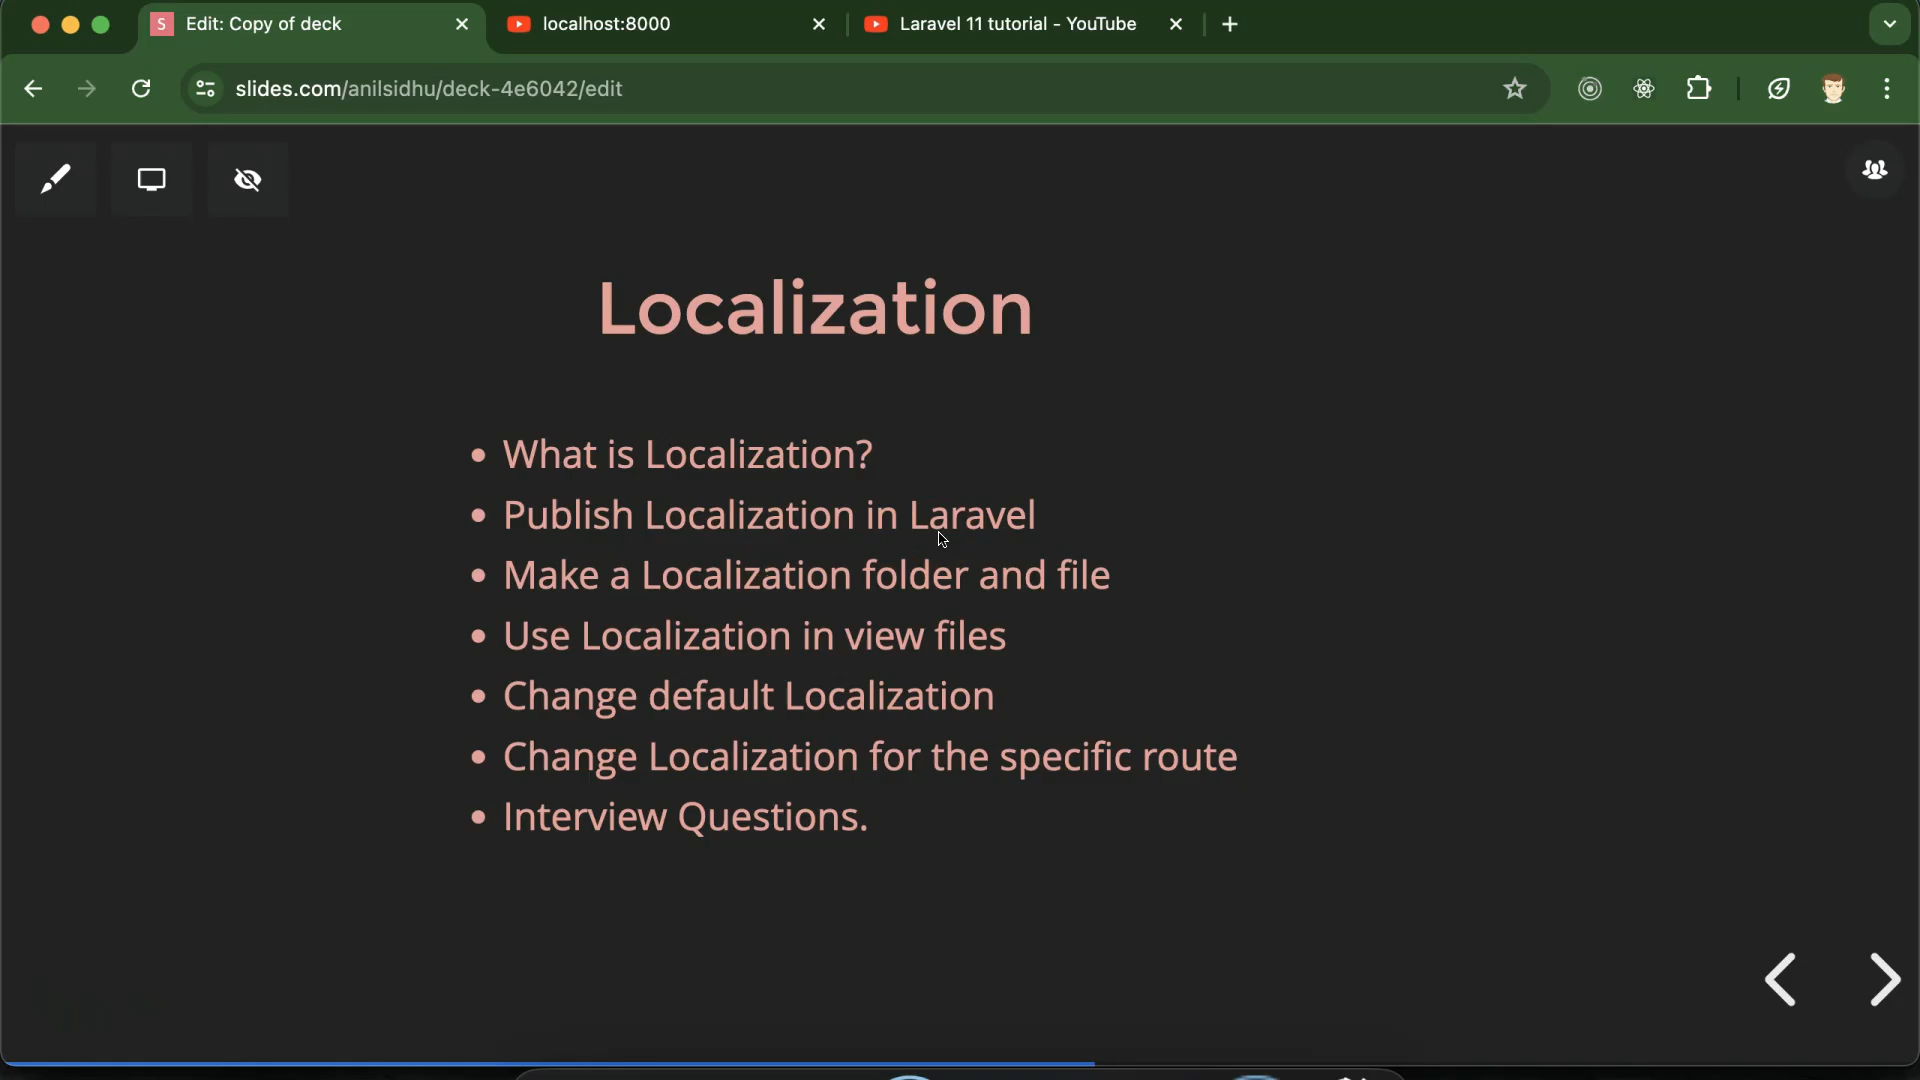 S Edit: Copy of deck
localhost:8000
Laravel 11 tutorial - YouTube
slides.com/anilsidhu/deck-4e6042/edit
Localization
• What is Localization?
• Publish Localization in Laravel
• Make a Localization folder and file
• Use Localization in view files
• Change default Localization
• Change Localization for the specific route
• Interview Questions.